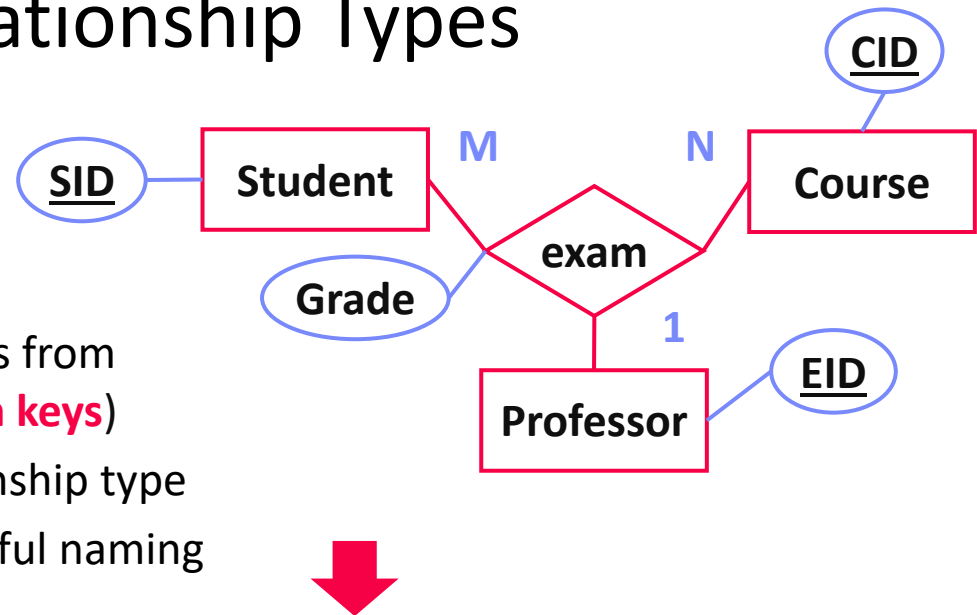 ationship Types
CID
M
N
SID
Student
Course
exam
Grade
1
s from
EID
n keys)
Professor
nship type
ful naming